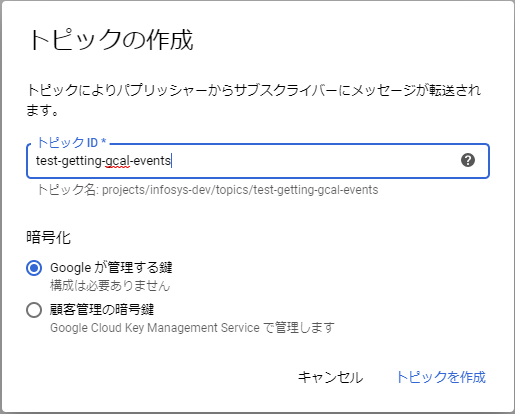 トピックの作成
トピックによりパブリッシャーからサブスクライバーにメッセージが転送され
ます。
トピック ID *
test-getting-gcal-events
トピック名: projects/infosys-dev/topics/test-getting-gcal-events
暗号化
Google が管理する鍵
構成は必要ありません
顧客管理の暗号鍵
Google Cloud Key Management Service で管理します
キャンセル
トピックを作成